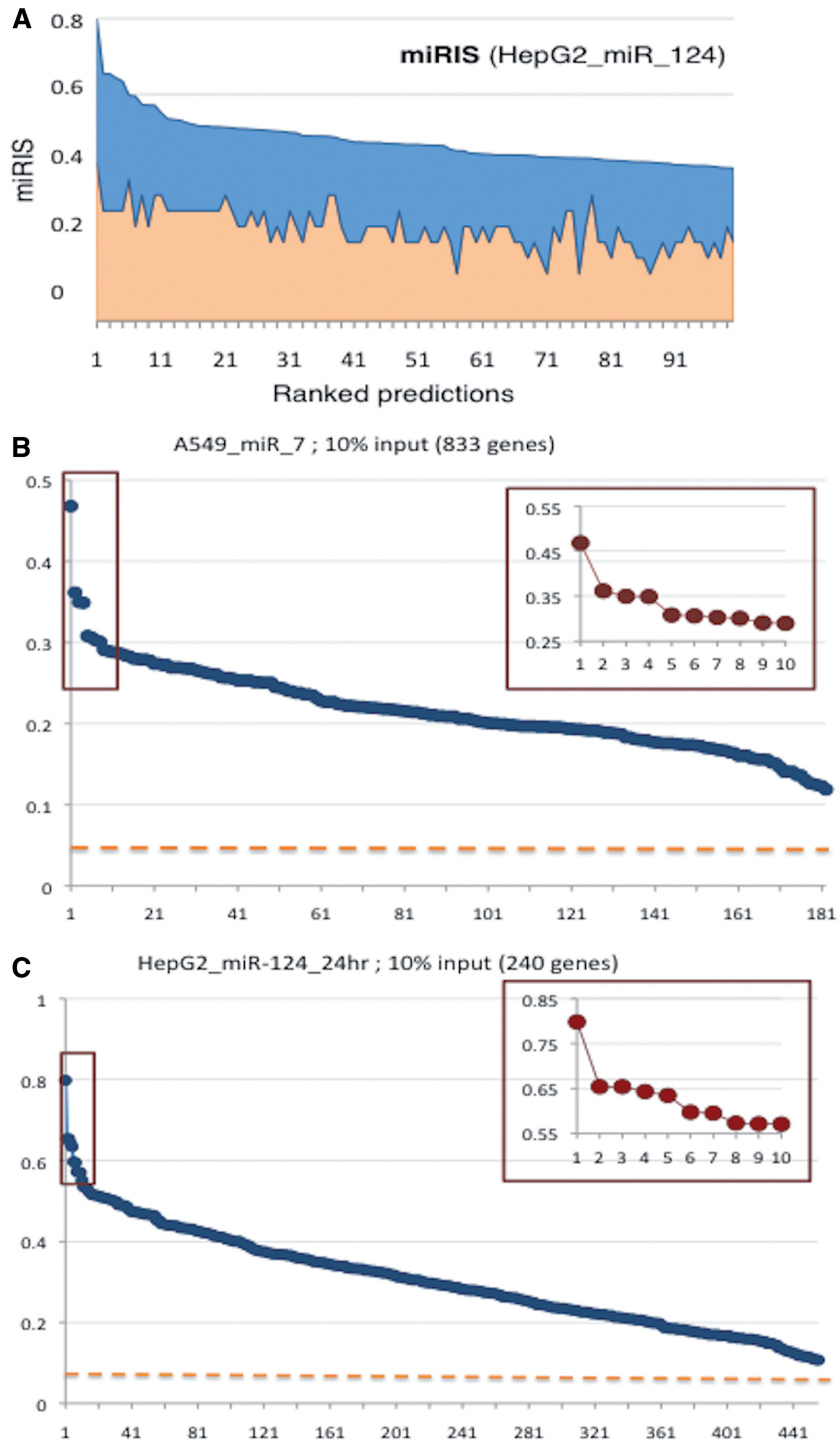 A
miRIS (HepG2_miR_124)
miRIS
0.8
0.6
0.4
0.2
0
1 11 21 31 41 51 61 71 81 91
Ranked predictions
B
A549_miR_7 ; 10% input (833 genes)
0.5
0.4
0.3
0.2
0.1
0
1 21 41 61 81 101 121 141 161 181
0.55
0.45
0.35
0.25
1 2 3 4 5 6 7 8 9 10
C
HepG2_miR-124_24hr ; 10% input (240 genes)
1
0.8
0.6
0.4
0.2
0
1 41 81 121 161 201 241 281 321 361 401 441
0.85
0.75
0.65
0.55
1 2 3 4 5 6 7 8 9 10